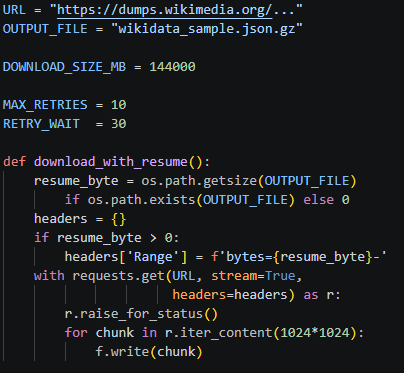 URL = "https://dumps.wikimedia.org/..."
OUTPUT_FILE = "wikidata_sample.json.gz"

DOWNLOAD_SIZE_MB = 144000

MAX_RETRIES = 10
RETRY_WAIT  = 30

def download_with_resume():
    resume_byte = os.path.getsize(OUTPUT_FILE)
        if os.path.exists(OUTPUT_FILE) else 0
    headers = {}
    if resume_byte > 0:
        headers['Range'] = f'bytes={resume_byte}-'
    with requests.get(URL, stream=True,
                    headers=headers) as r:
        r.raise_for_status()
        for chunk in r.iter_content(1024*1024):
            f.write(chunk)